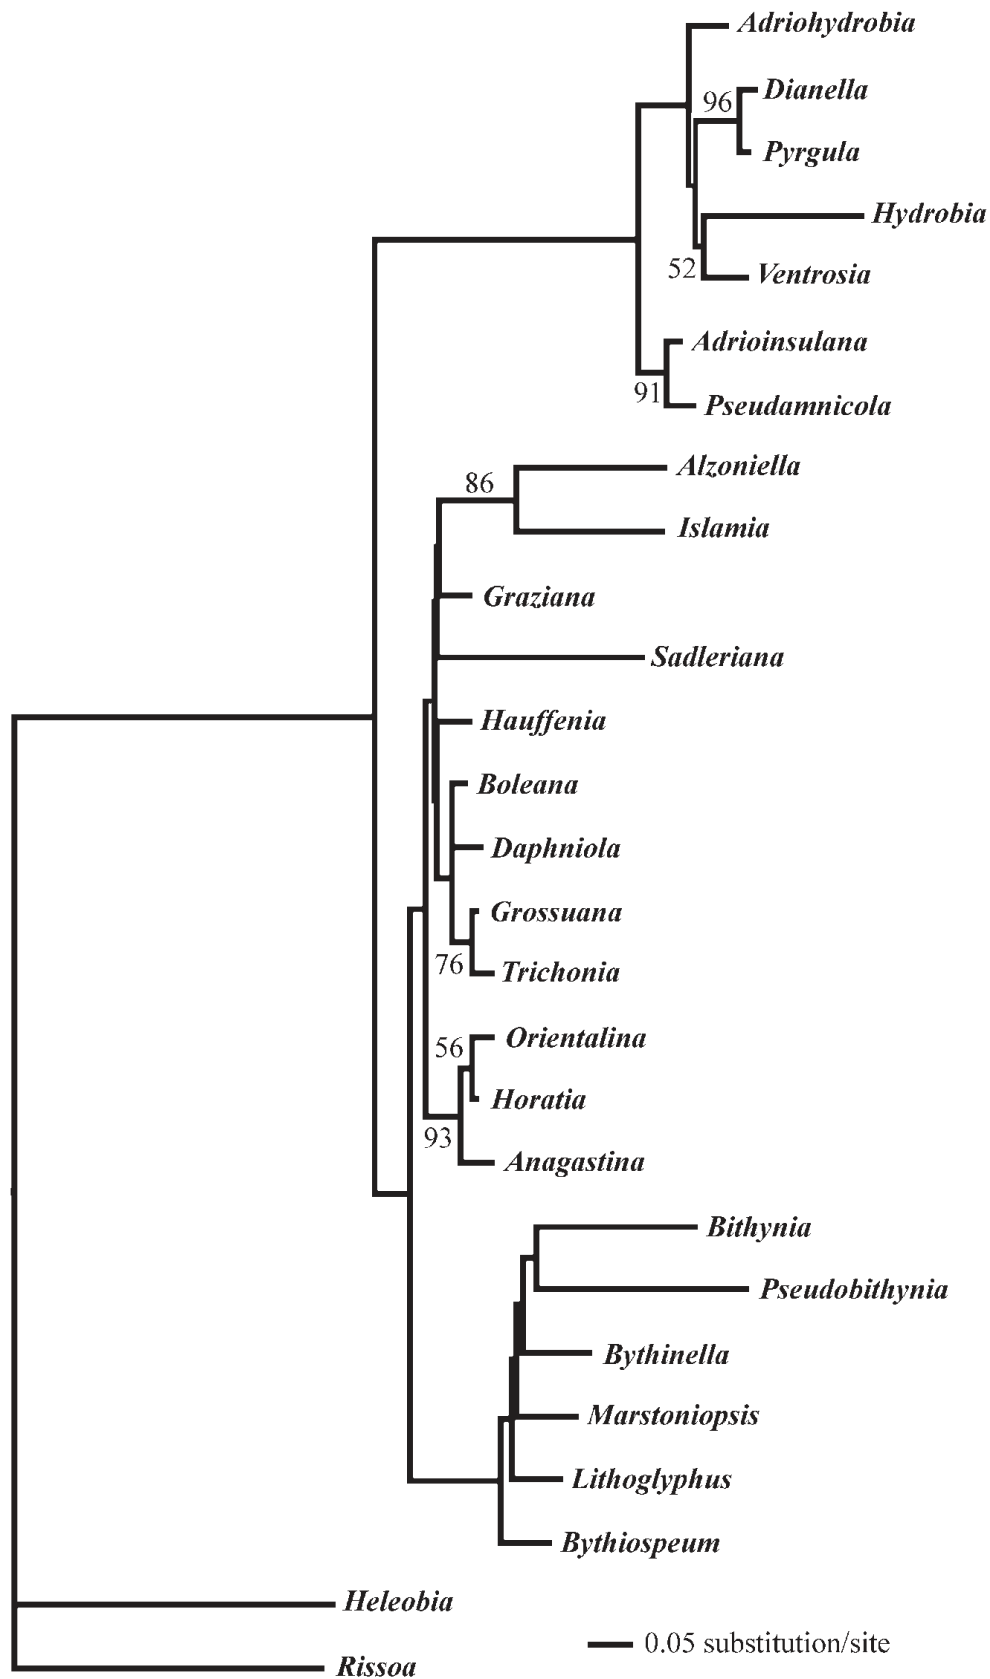 Adriohydrobia
96
Dianella
Pyrgula
Hydrobia
52
Ventrosia
Adrioinsulana
91
Pseudamnicola
Alzoniella
86
Islamia
Graziana
Sadleriana
Hauffenia
Boleana
Daphniola
Grossuana
76
Trichonia
Orientalina
56
Horatia
93
Anagastina
Bithynia
Pseudobithynia
Bythinella
Marstoniopsis
Lithoglyphus
Bythiospeum
Heleobia
0.05 substitution/site
Rissoa